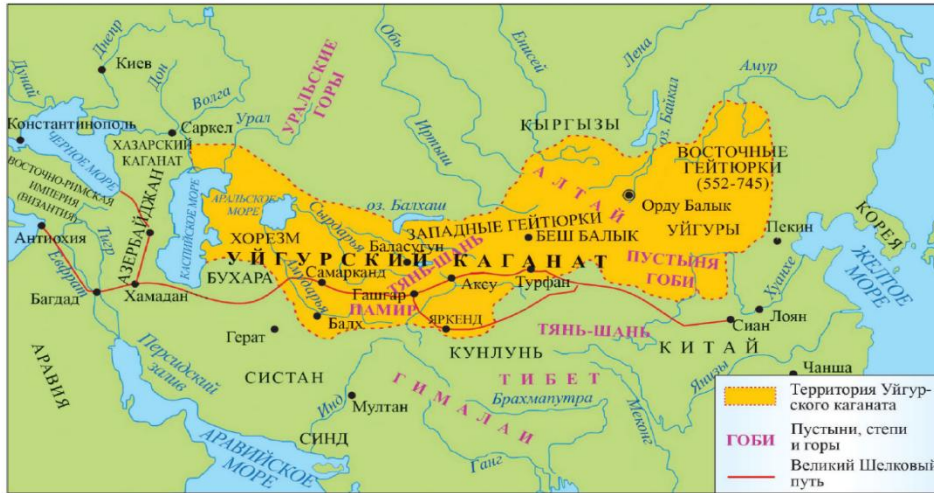 Дунай
Днепр
Киев
Дон
Волга
Урал
УРАЛЬСКИЕ
ГОРЫ
Обь
Иртыш
Енисей
Лена
оз. Байкал
Амур
Константинополь
Саркел
ЧЕРНОЕ МОРЕ
ХАЗАРСКИЙ
КАГАНАТ
КЫРГЫЗЫ
ВОСТОЧНЫЕ
ГЕЙТЮРКИ
(552-745)
ВОСТОЧНО-РИМСКАЯ
ИМПЕРИЯ
(ВИЗАНТИЯ)
АЗЕРБАЙДЖАН
КАСПИЙСКОЕ МОРЕ
АРАЛЬСКОЕ
МОРЕ
Сырдарья
оз. Балхаш
АЛТАЙ
Орду Балык
КОРЕЯ
Антиохия
Тигр
Евфрат
ХОРЕЗМ
Баласугун
ЗАПАДНЫЕ ГЕЙТЮРКИ
БЕШ БАЛЫК
УЙГУРЫ
Пекин
УЙГУРСКИЙ КАГАНАТ
ТЯНЬ-ШАНЬ
ПУСТЫНЯ
ГОБИ
ЖЕЛТОЕ
МОРЕ
Багдад
Хамадан
БУХАРА
Амударья
Самарканд
Гашгар
Аксу
Турфан
Хуанхе
ПАМИР
Балх
ЯРКЕНД
ТЯНЬ-ШАНЬ
Сиан
Лоян
Герат
КУНЛУНЬ
КИТАЙ
АРАВИЯ
Персидский
залив
СИСТАН
ГИМАЛАИ
ТИБЕТ
Брахмапутра
Янцзы
Чанша
Инд
Мултан
Меконг
СИНД
Ганг
АРАВИЙСКОЕ
МОРЕ
Территория Уйгур-
ского каганата
ГОБИ
Пустыни, степи
и горы
Великий Шелковый
путь